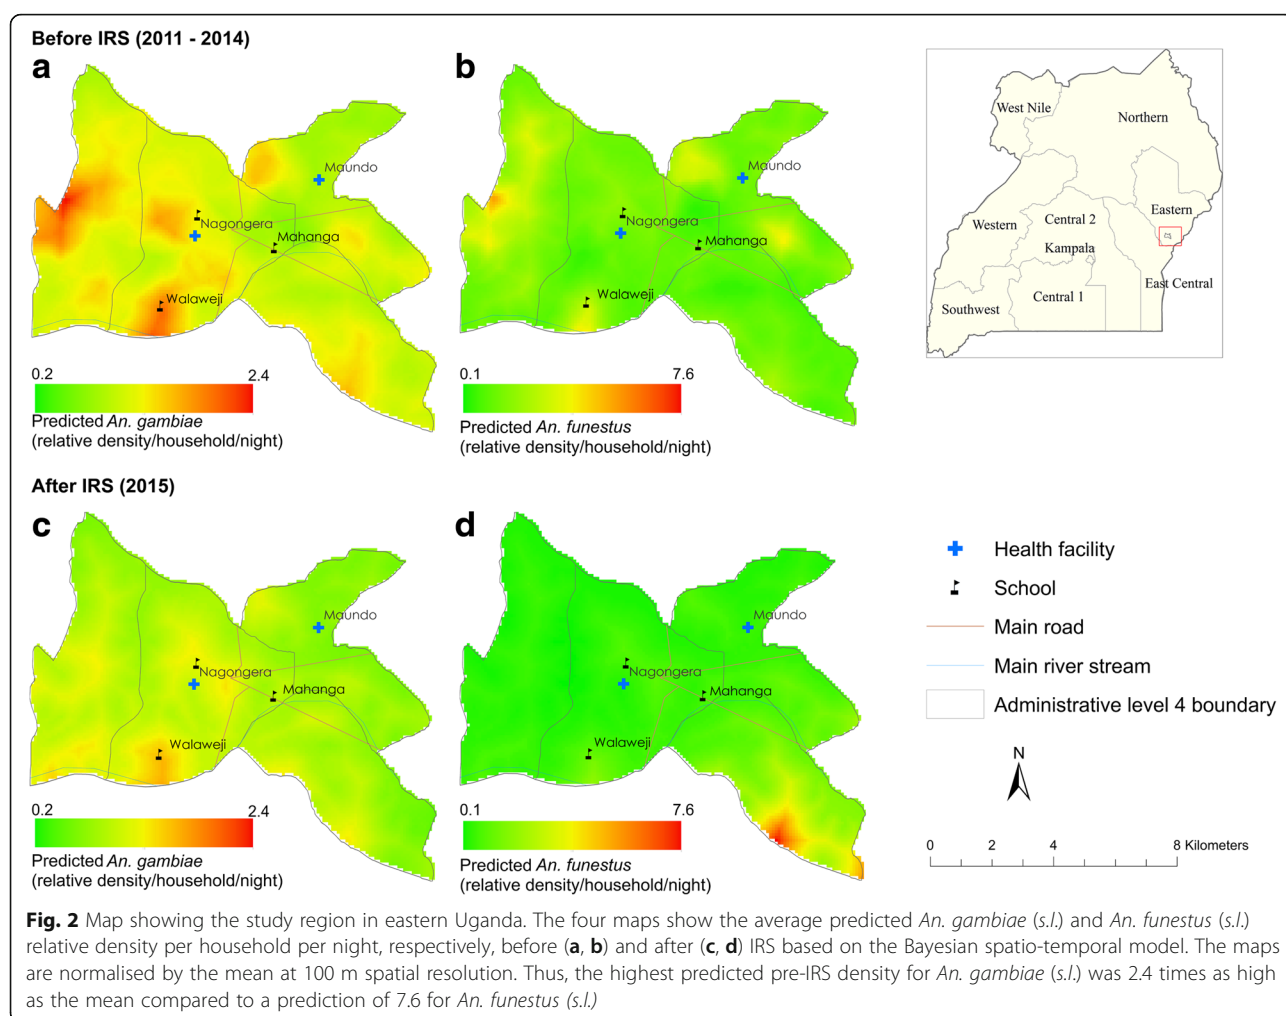 Before IRS (2011 - 2014)
a
Maundo
Nagongera
Mahanga
Walaweji
0.2
2.4
Predicted An. gambiae
(relative density/household/night)
b
Maundo
Nagongera
Mahanga
Walaweji
0.1
7.6
Predicted An. funestus
(relative density/household/night)
West Nile
Northern
Eastern
Western
Central 2
Kampala
East Central
Central 1
Southwest
After IRS (2015)
c
Maundo
Nagongera
Mahanga
Walaweji
0.2
2.4
Predicted An. gambiae
(relative density/household/night)
d
Maundo
Nagongera
Mahanga
Walaweji
0.1
7.6
Predicted An. funestus
(relative density/household/night)
Health facility
School
Main road
Main river stream
Administrative level 4 boundary
N
0 2 4 8 Kilometers
Fig. 2 Map showing the study region in eastern Uganda. The four maps show the average predicted An. gambiae (s.l.) and An. funestus (s.l.)
relative density per household per night, respectively, before (a, b) and after (c, d) IRS based on the Bayesian spatio-temporal model. The maps
are normalised by the mean at 100 m spatial resolution. Thus, the highest predicted pre-IRS density for An. gambiae (s.l.) was 2.4 times as high
as the mean compared to a prediction of 7.6 for An. funestus (s.l.)